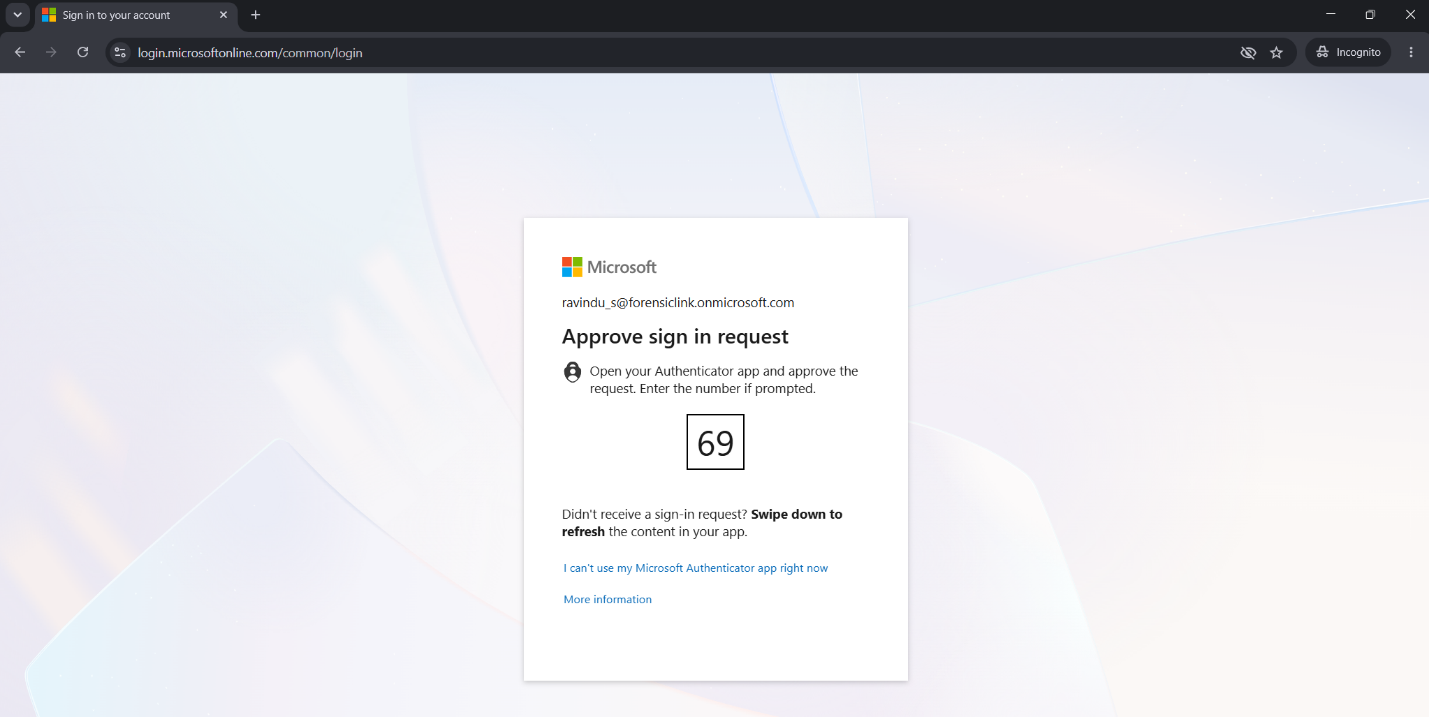 Sign in to your account
login.microsoftonline.com/common/login
Incognito
Microsoft
ravindu_s@forensiclink.onmicrosoft.com
Approve sign in request
Open your Authenticator app and approve the
request. Enter the number if prompted.
69
Didn't receive a sign-in request? Swipe down to
refresh the content in your app.
I can't use my Microsoft Authenticator app right now
More information